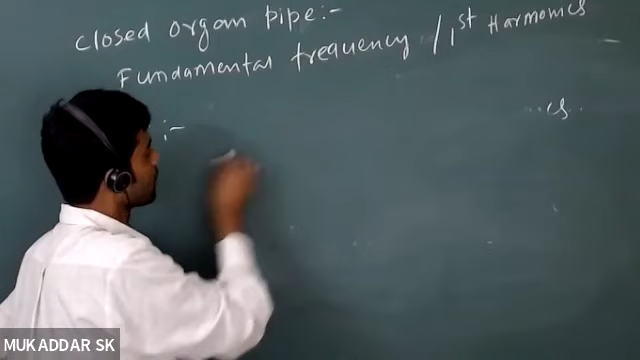 closed organ pipe:-
Fundamental frequency / 1st Harmonics
:-
MUKADDAR SK